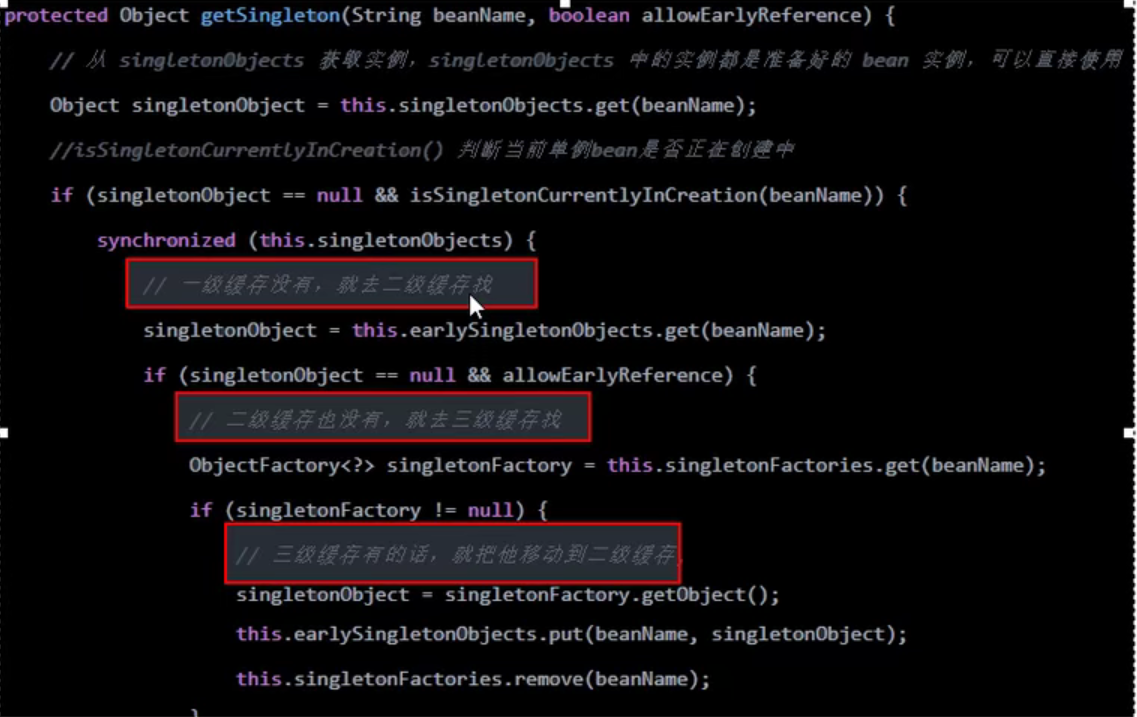 protected Object getSingleton(String beanName, boolean allowEarlyReference) {
// 从 singletonObjects 获取实例，singletonObjects 中的实例都是准备好的 bean 实例，可以直接使用
Object singletonObject = this.singletonObjects.get(beanName);
//isSingletonCurrentlyInCreation() 判断当前单例bean是否正在创建中
if (singletonObject == null && isSingletonCurrentlyInCreation(beanName)) {
synchronized (this.singletonObjects) {
// 一级缓存没有，就去二级缓存找
singletonObject = this.earlySingletonObjects.get(beanName);
if (singletonObject == null && allowEarlyReference) {
// 二级缓存也没有，就去三级缓存找
ObjectFactory<?> singletonFactory = this.singletonFactories.get(beanName);
if (singletonFactory != null) {
// 三级缓存有的话，就把他移动到二级缓存,
singletonObject = singletonFactory.getObject();
this.earlySingletonObjects.put(beanName, singletonObject);
this.singletonFactories.remove(beanName);
}